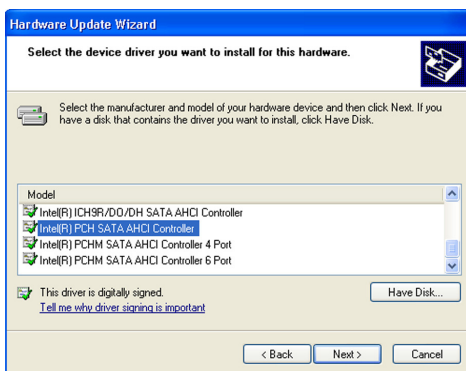 Hardware Update Wizard
Select the device driver you want to install for this hardware.
Select the manufacturer and model of your hardware device and then click Next. If you
have a disk that contains the driver you want to install, click Have Disk.
Model
Intel(R) ICH9R/DO/DH SATA AHCI Controller
Intel(R) PCH SATA AHCI Controller
Intel(R) PCHM SATA AHCI Controller 4 Port
Intel(R) PCHM SATA AHCI Controller 6 Port
This driver is digitally signed.
Have Disk...
Tell me why driver signing is important
< Back
Next >
Cancel